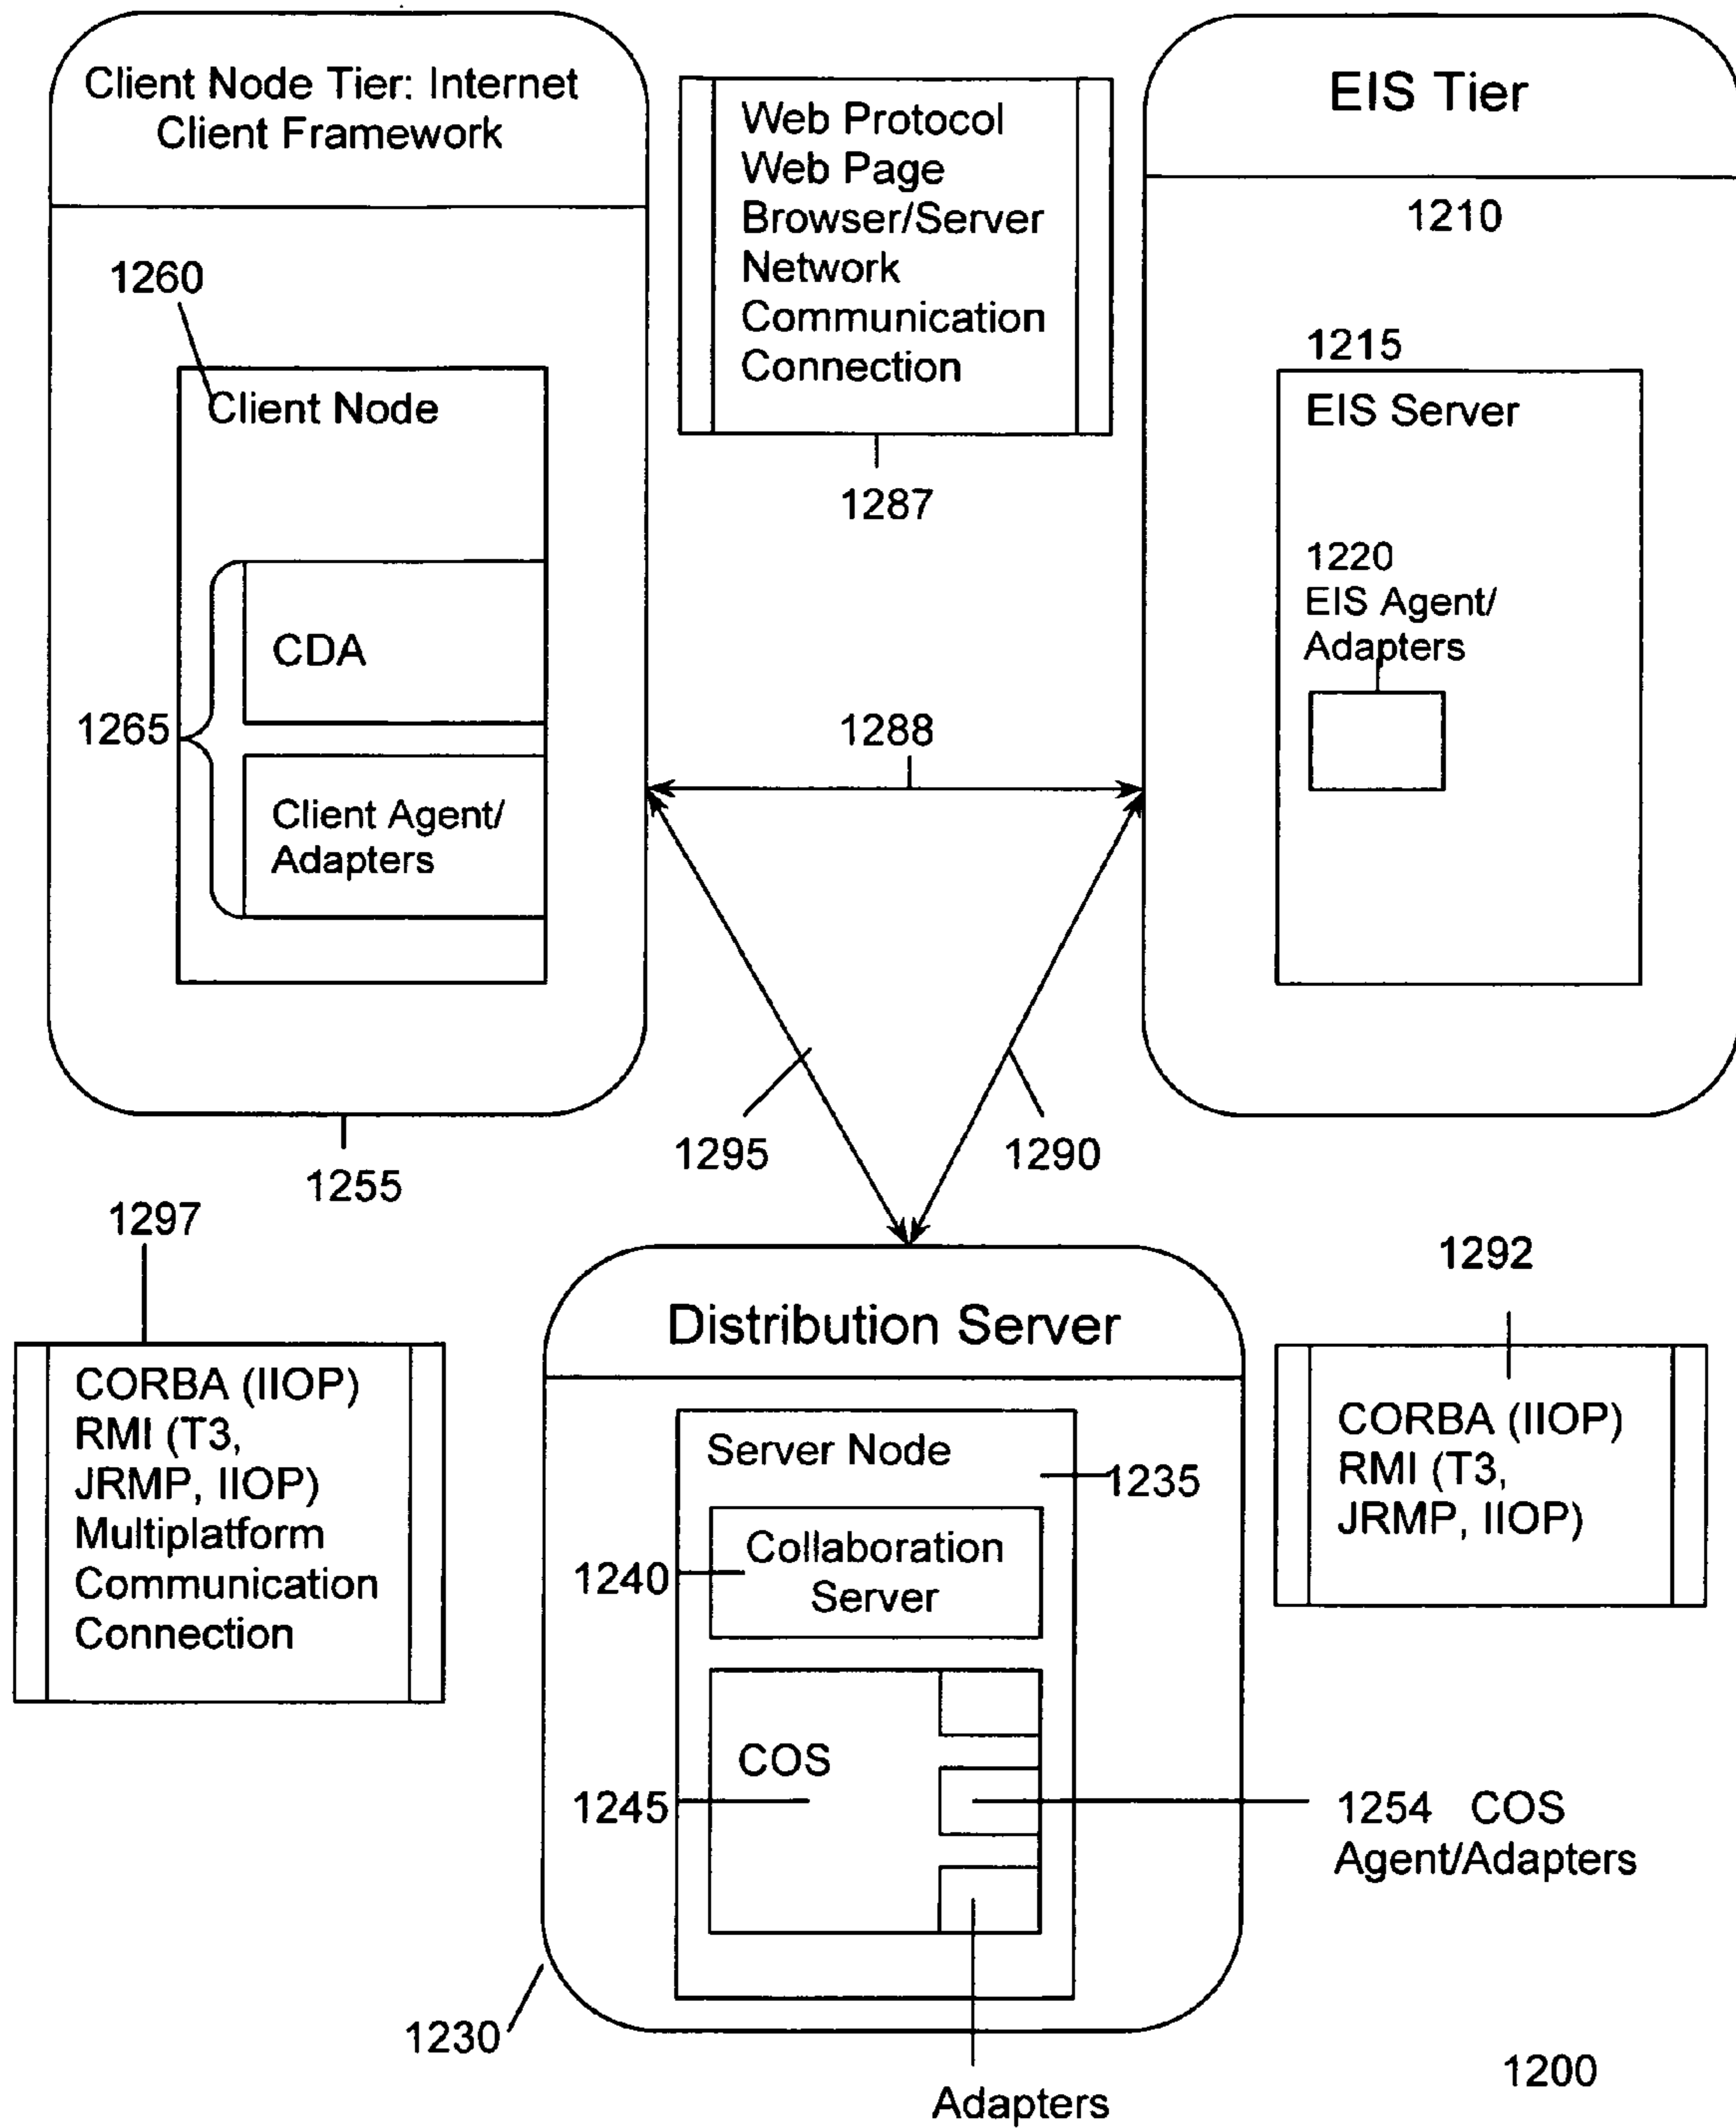 Client Node Tier: Internet
Client Framework
1260
Client Node
CDA
1265
Client Agent/
Adapters
1255
Web Protocol
Web Page
Browser/Server
Network
Communication
Connection
1287
EIS Tier
1210
1215
EIS Server
1220
EIS Agent/
Adapters
1288
1295
1290
1297
CORBA (IIOP)
RMI (T3,
JRMP, IIOP)
Multiplatform
Communication
Connection
Distribution Server
Server Node
1235
Collaboration
Server
1240
COS
1245
1254 COS
Agent/Adapters
1230
Adapters
1292
CORBA (IIOP)
RMI (T3,
JRMP, IIOP)
1200